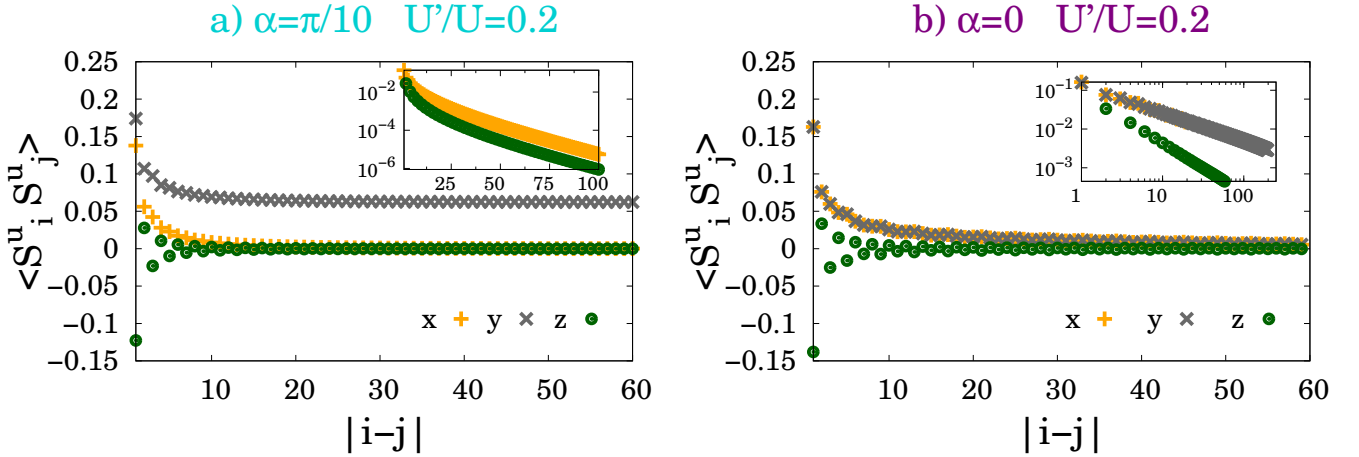 a) α=π/10 U'/U=0.2
0.25
0.2
0.15
0.1
0.05
0
−0.05
−0.1
−0.15
<S^u_i S^u_j>
10^-2
10^-4
10^-6
25 50 75 100
x y z
10 20 30 40 50 60
|i−j|
b) α=0 U'/U=0.2
0.25
0.2
0.15
0.1
0.05
0
−0.05
−0.1
−0.15
<S^u_i S^u_j>
10^-1
10^-2
10^-3
1 10 100
x y z
10 20 30 40 50 60
|i−j|